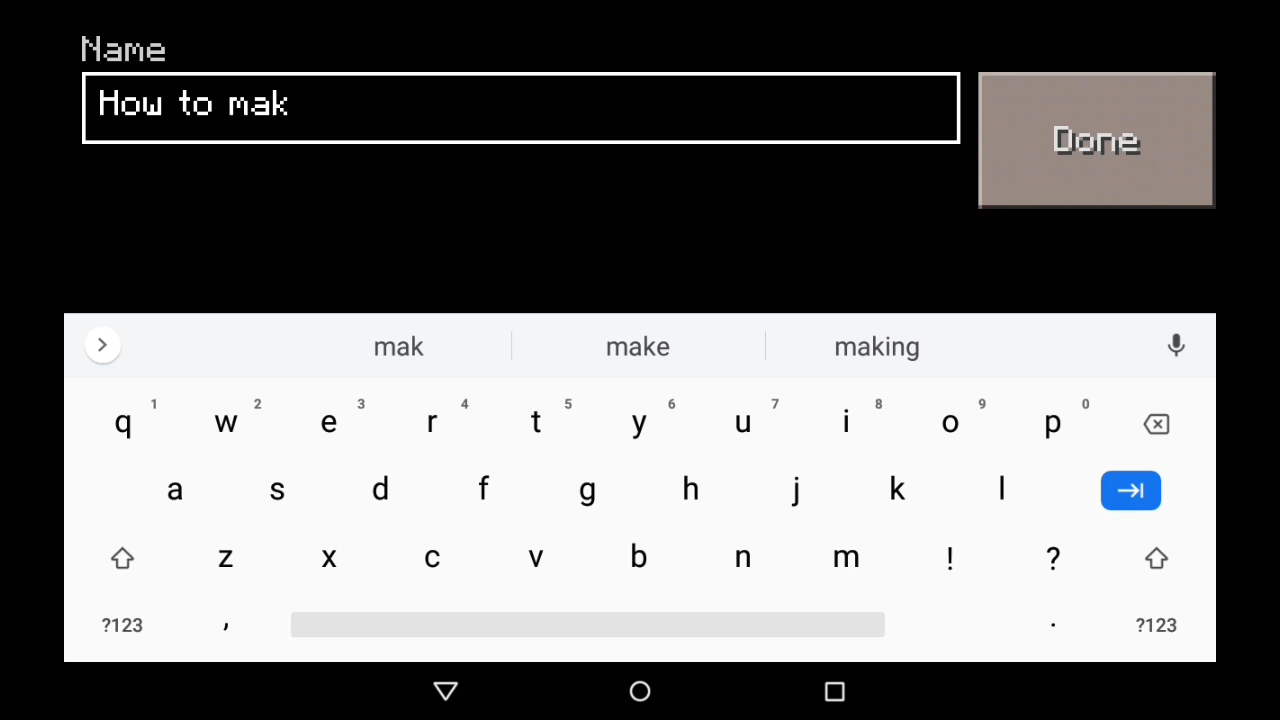 Name
How to mak
Done
mak make making
q 1 w 2 e 3 r 4 t 5 y 6 u 7 i 8 o 9 p 0
a s d f g h j k l
z x c v b n m ! ?
?123 , . ?123